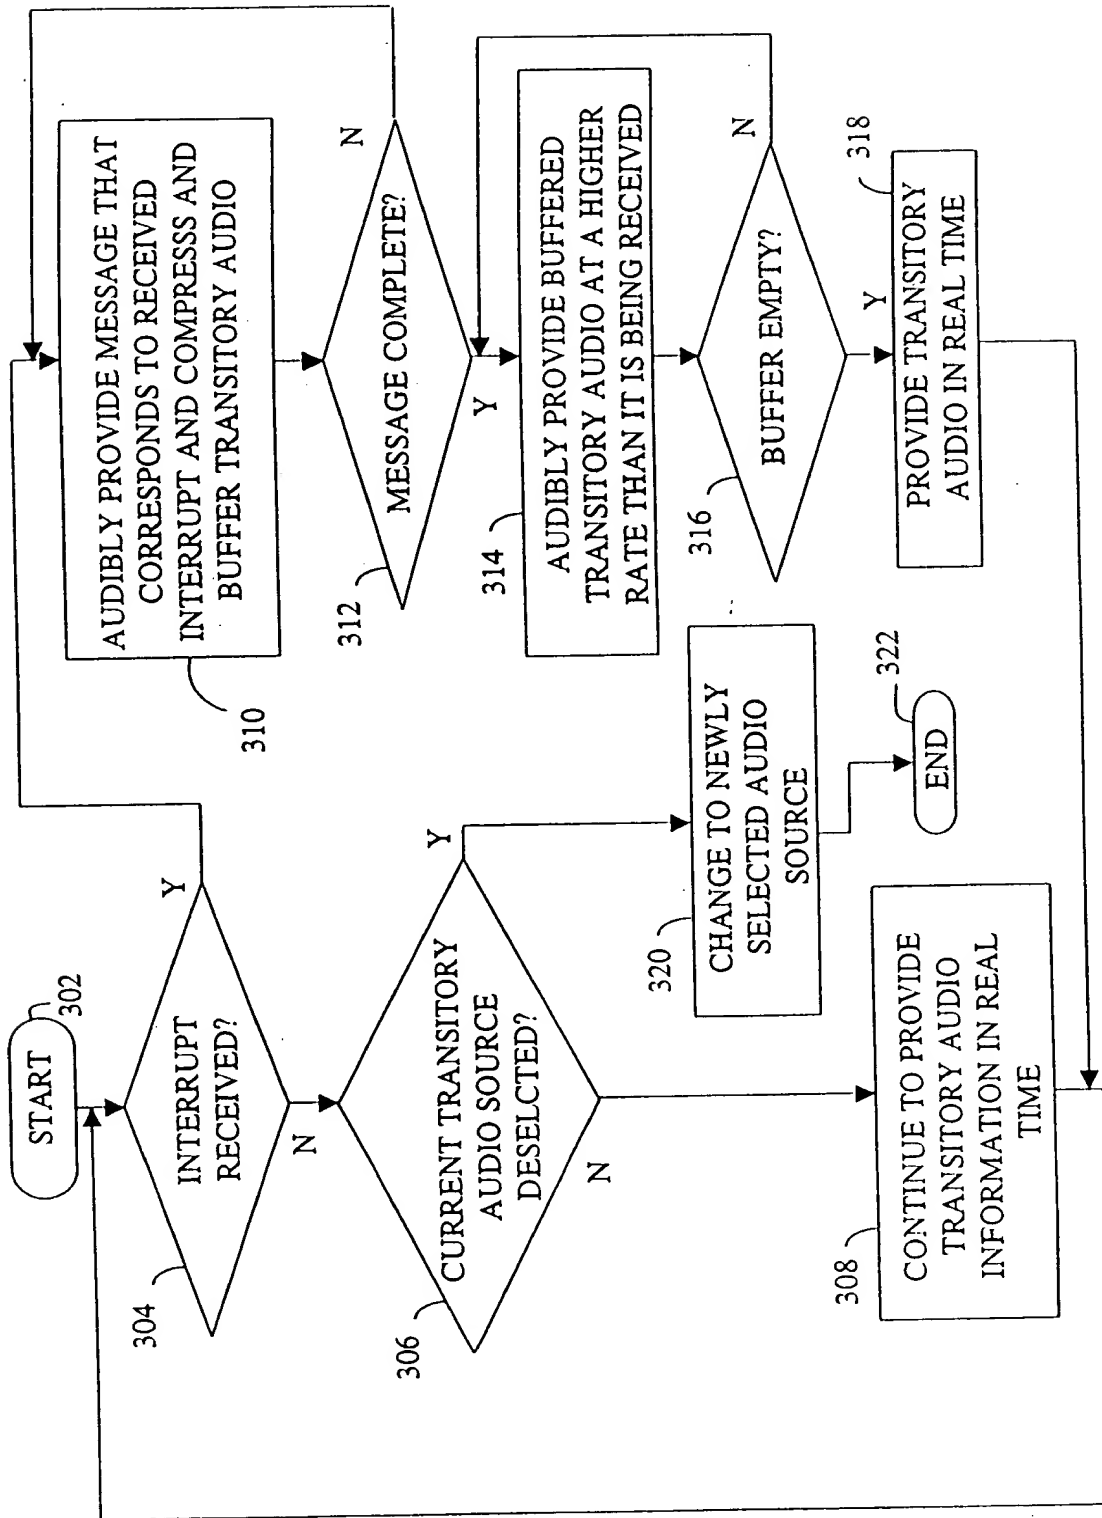 START
302
INTERRUPT
RECEIVED?
304
Y
N
CURRENT TRANSITORY
AUDIO SOURCE
DESELCTED?
306
Y
N
CONTINUE TO PROVIDE
TRANSITORY AUDIO
INFORMATION IN REAL
TIME
308
CHANGE TO NEWLY
SELECTED AUDIO
SOURCE
320
END
322
AUDIBLY PROVIDE MESSAGE THAT
CORRESPONDS TO RECEIVED
INTERRUPT AND COMPRESSS AND
BUFFER TRANSITORY AUDIO
310
MESSAGE COMPLETE?
312
N
Y
AUDIBLY PROVIDE BUFFERED
TRANSITORY AUDIO AT A HIGHER
RATE THAN IT IS BEING RECEIVED
314
BUFFER EMPTY?
316
N
Y
PROVIDE TRANSITORY
AUDIO IN REAL TIME
318